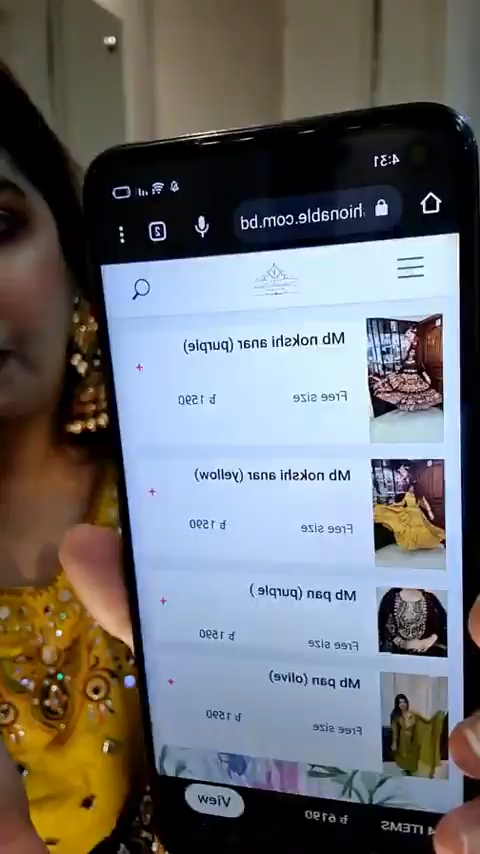 4:31
hionable.com.bd
2
Mb nokshi anar (purple)
Free size ৳ 1590
+
Mb nokshi anar (yellow)
Free size ৳ 1590
+
Mb pan (purple )
Free size ৳ 1590
+
Mb pan (olive)
Free size ৳ 1590
+
4 ITEMS ৳ 6190 View